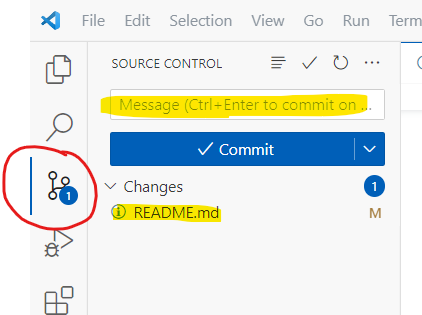 File Edit Selection View Go Run Term
SOURCE CONTROL
Message (Ctrl+Enter to commit on ...
Commit
1
Changes 1
README.md M